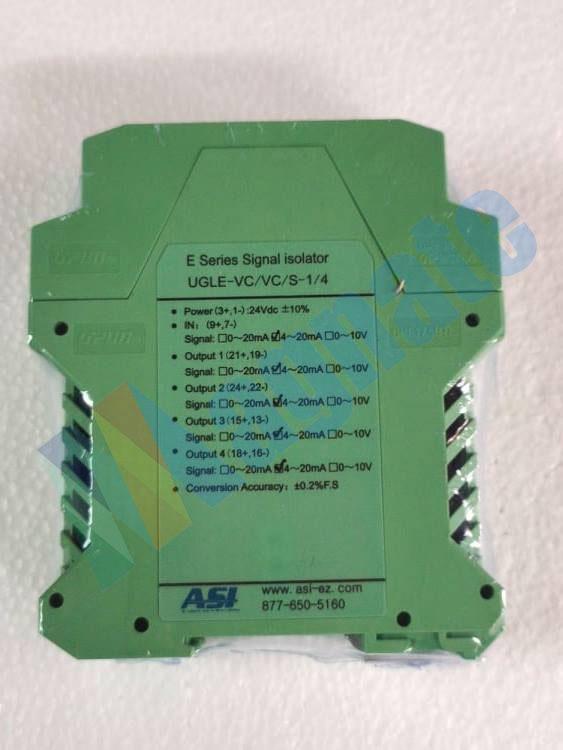 E Series Signal isolator
UGLE-VC/VC/S-1/4
• Power(3+,1-):24Vdc ±10%
• IN: (9+,7-)
Signal: ☐0～20mA ☑4～20mA ☐0～10V
• Output 1(21+,19-)
Signal: ☐0～20mA ☑4～20mA ☐0～10V
• Output 2(24+,22-)
Signal: ☐0～20mA ☑4～20mA ☐0～10V
• Output 3(15+,13-)
Signal: ☐0～20mA ☑4～20mA ☐0～10V
• Output 4(18+,16-)
Signal: ☐0～20mA ☑4～20mA ☐0～10V
• Conversion Accuracy: ±0.2%F.S
ASI
www.asi-ez.com
877-650-5160